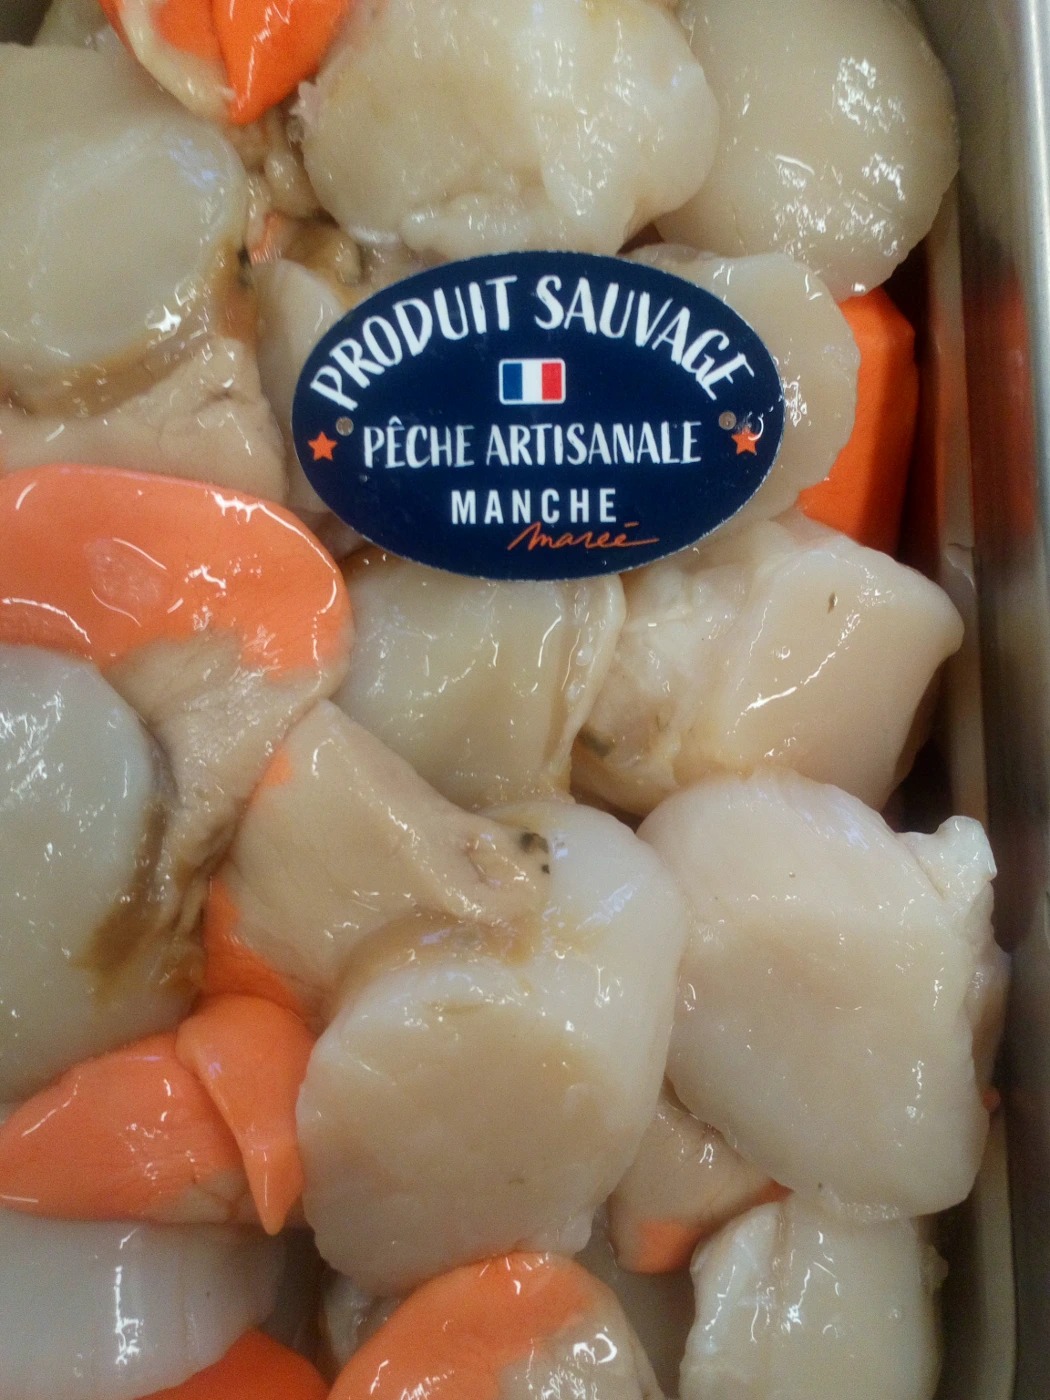 PRODUIT SAUVAGE
PÊCHE ARTISANALE
MANCHE
marée